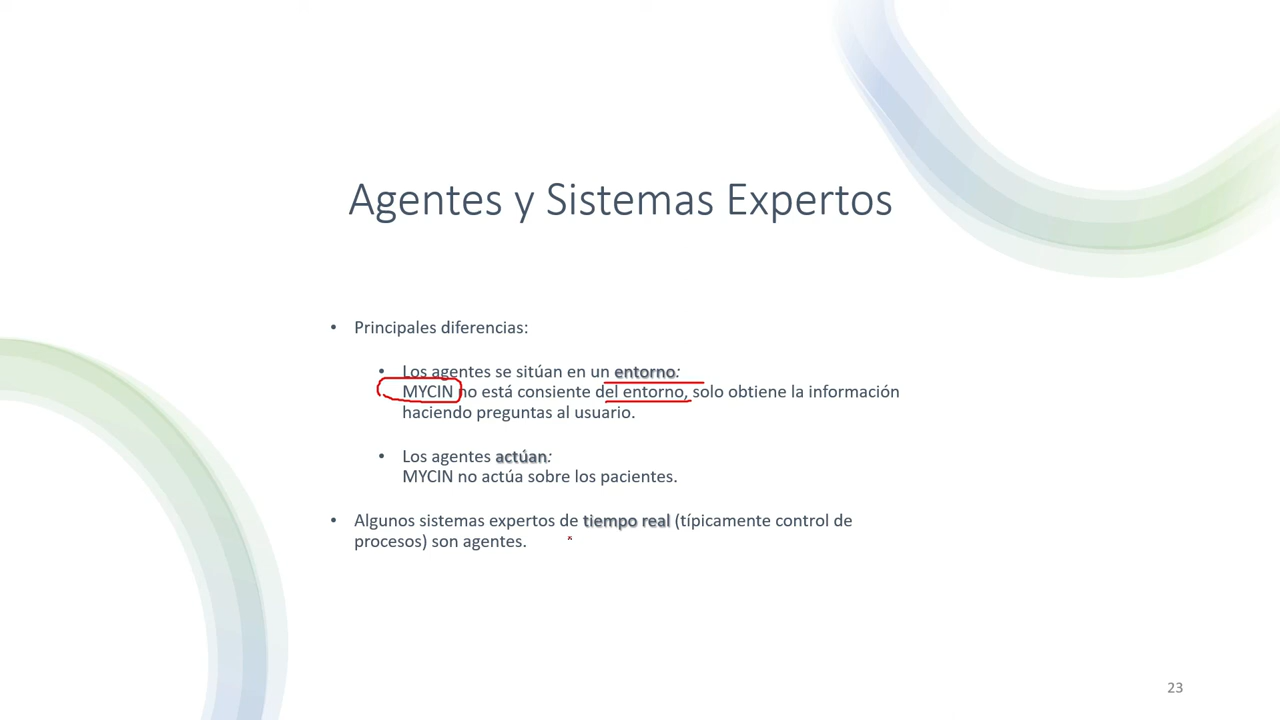 Agentes y Sistemas Expertos
• Principales diferencias:
• Los agentes se sitúan en un entorno:
MYCIN no está consiente del entorno, solo obtiene la información
haciendo preguntas al usuario.
• Los agentes actúan:
MYCIN no actúa sobre los pacientes.
• Algunos sistemas expertos de tiempo real (típicamente control de
procesos) son agentes.
23